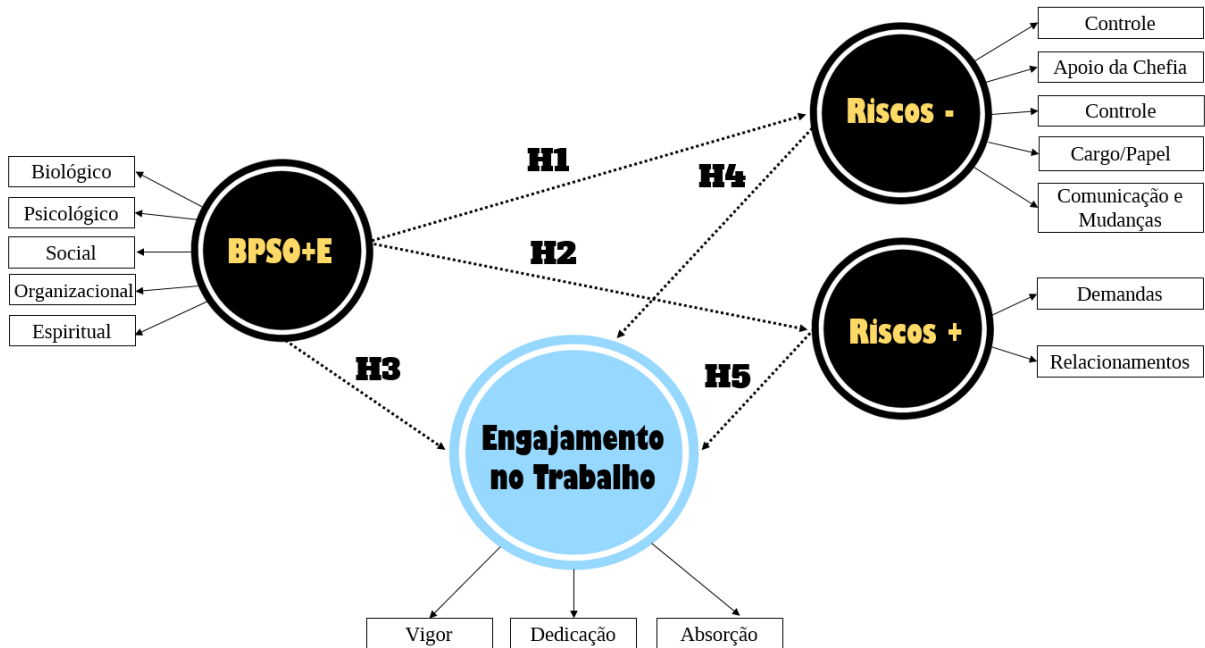 Biológico
Psicológico
Social
Organizacional
Espiritual
BPSO+E
H1
H2
H3
H4
H5
Riscos -
Controle
Apoio da Chefia
Controle
Cargo/Papel
Comunicação e
Mudanças
Riscos +
Demandas
Relacionamentos
Engajamento
no Trabalho
Vigor
Dedicação
Absorção